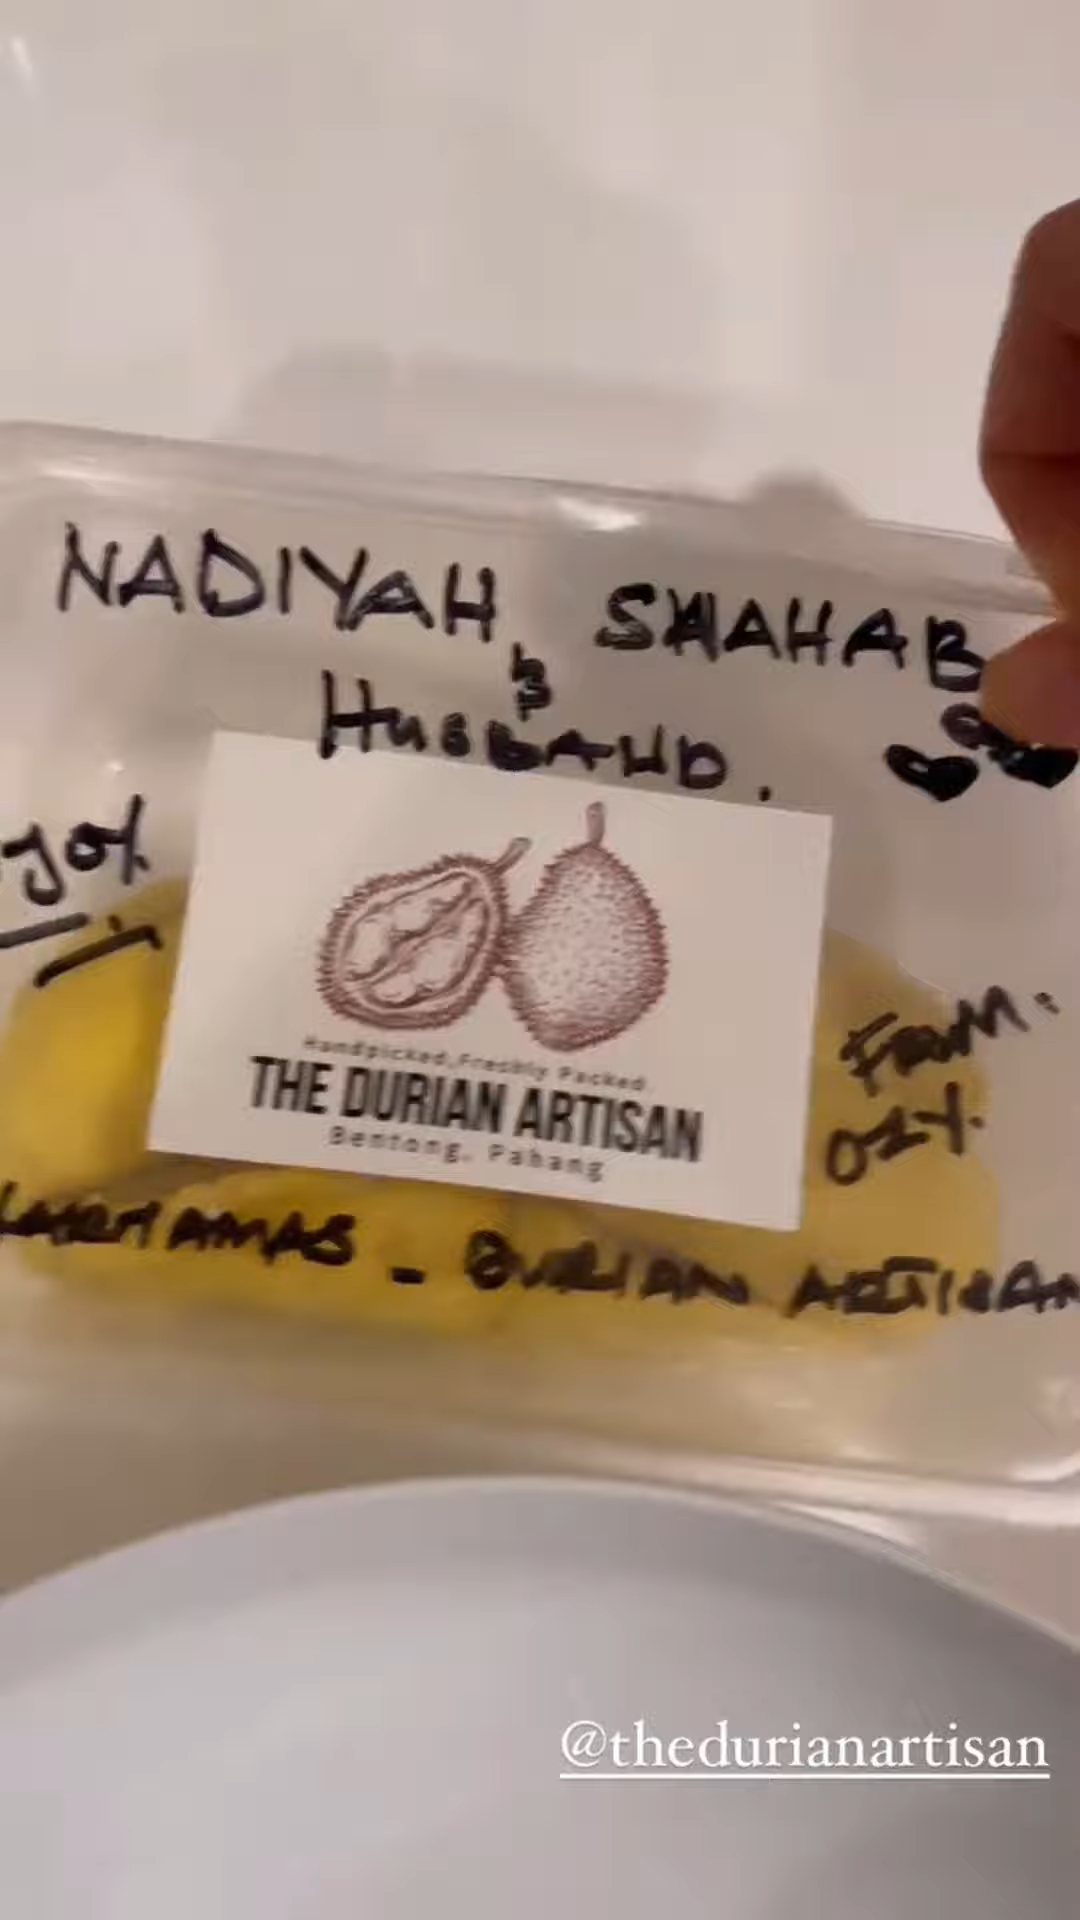 NADIYAH, SHAHAB
&
HUSBAND.
FROM:
Handpicked, Freshly Packed
THE DURIAN ARTISAN
Bentong, Pahang
DURIAN ARTISAN
@thedurianartisan